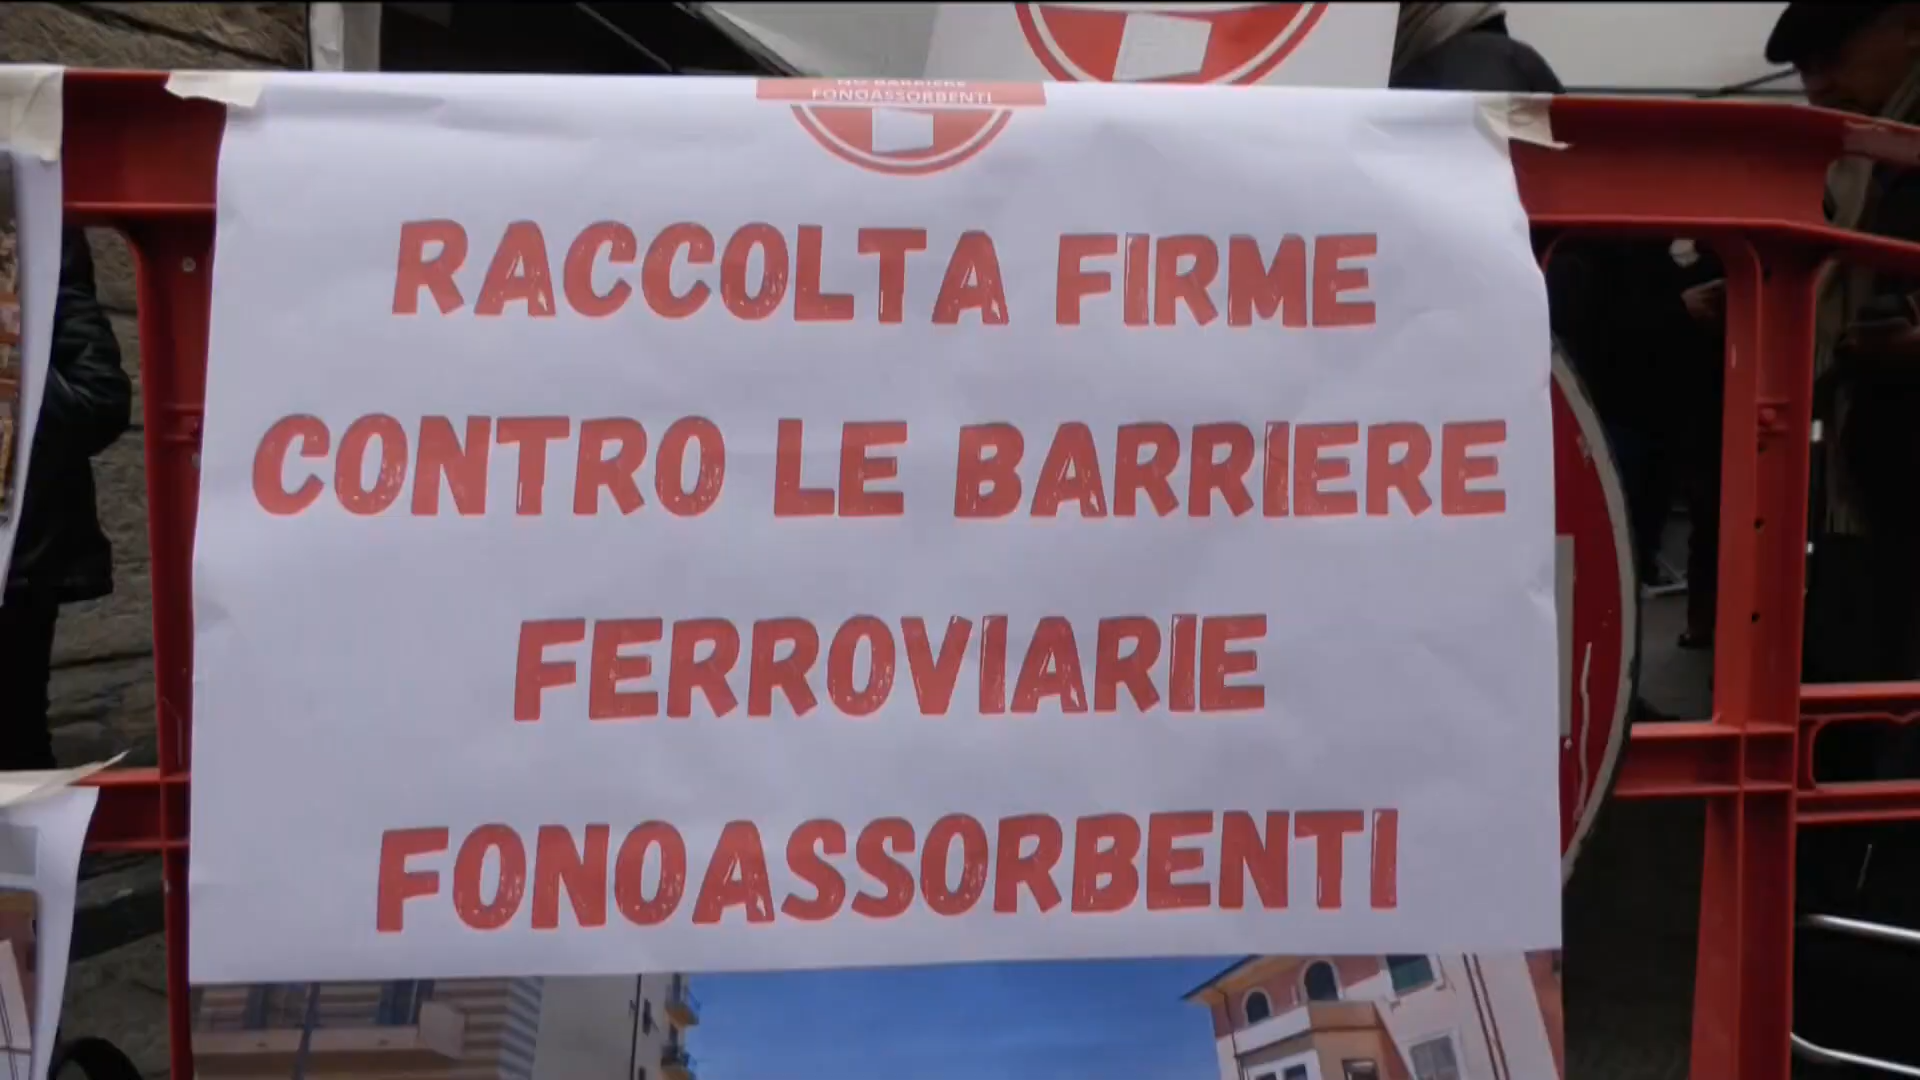 NO BARRIERE
FONOASSORBENTI
RACCOLTA FIRME
CONTRO LE BARRIERE
FERROVIARIE
FONOASSORBENTI